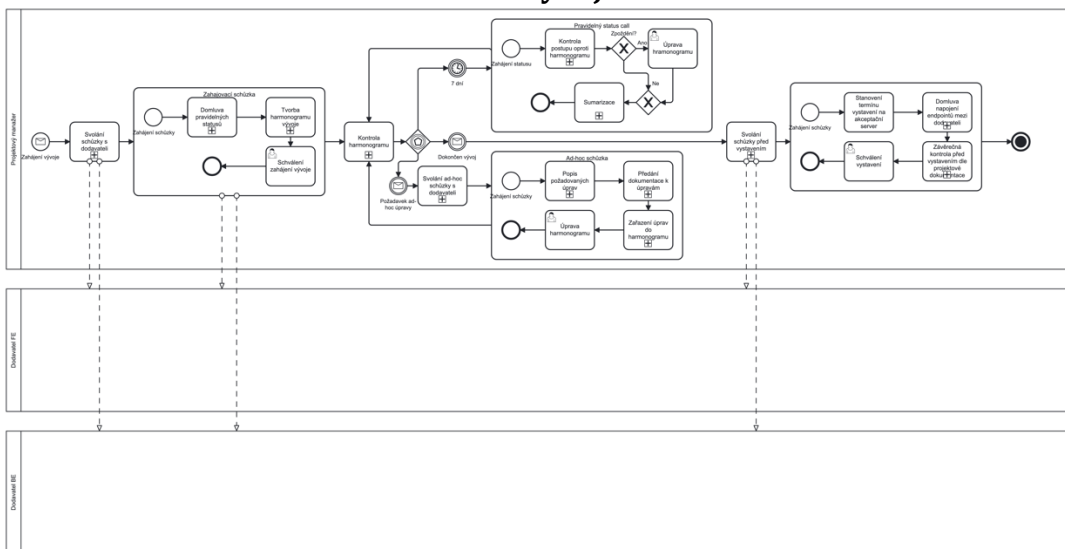 Projektový manažer
Zahájení vývoje
Svolání
schůzky s
dodavateli
Zahajovací schůzka
Zahájení schůzky
Domluva
pravidelných
statusů
Tvorba
harmonogramu
vývoje
Schválení
zahájení vývoje
Kontrola
harmonogramu
7 dní
Dokončen vývoj
Požadavek ad-
hoc úpravy
Svolání ad-hoc
schůzky s
dodavateli
Pravidelný status call
Zahájení statusu
Kontrola
postupu oproti
harmonogramu
Zpoždění?
Ano
Úprava
hramonogramu
Ne
Sumarizace
Ad-hoc schůzka
Zahájení schůzky
Popis
požadovaných
úprav
Předání
dokumentace k
úpravám
Zařazení úprav
do
harmonogramu
Úprava
harmonogramu
Svolání
schůzky před
vystavením
Zahájení schůzky
Stanovení
termínu
vystavení na
akceptační
server
Domluva
napojení
endpointů mezi
dodavateli
Závěrečná
kontrola před
vystavením dle
projektové
dokumentace
Schválení
vystavení
Dodavatel FE
Dodavatel BE